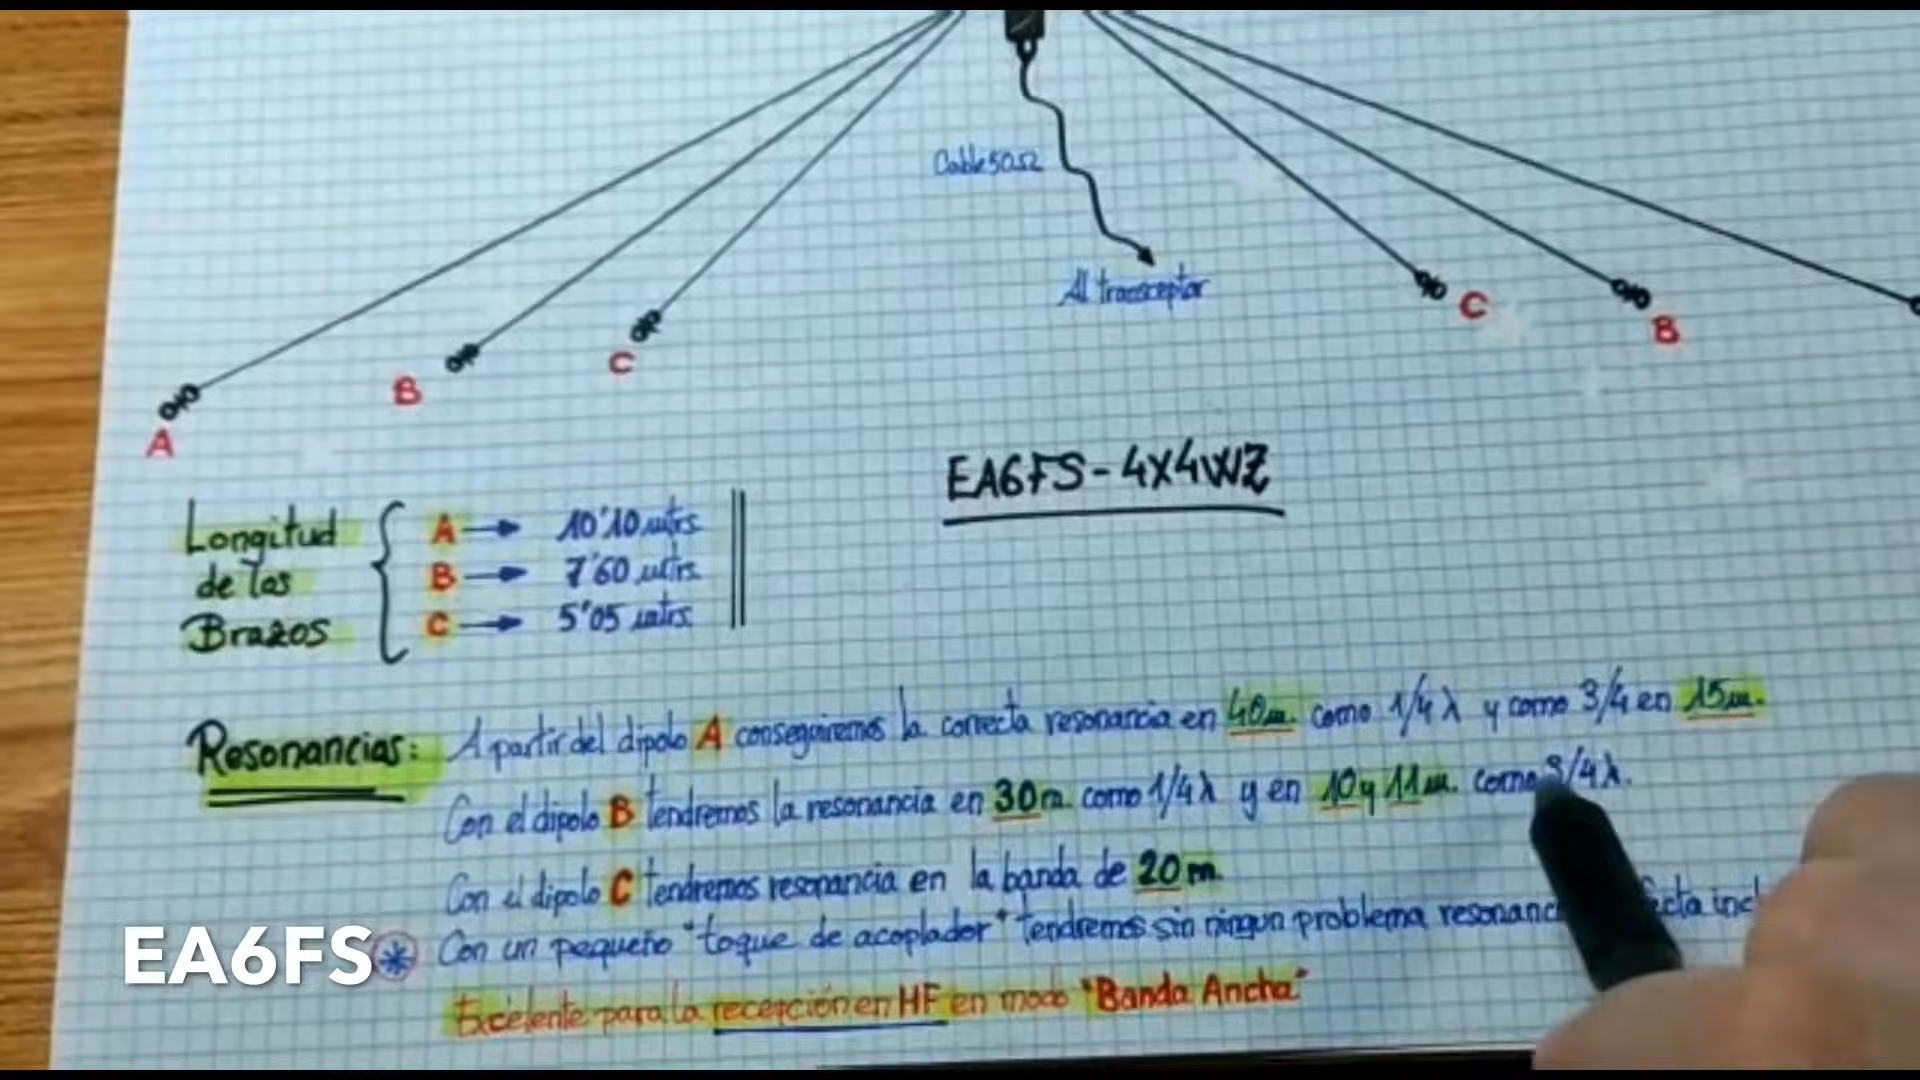 Cable 50Ω
Al transceptor
A
B
C
C
B
EA6FS-4X4WZ
Longitud de los Brazos
A → 10'10 mtrs.
B → 7'60 mtrs.
C → 5'05 mtrs.
Resonancias: A partir del dipolo A conseguiremos la correcta resonancia en 40m. como 1/4 λ y como 3/4 en 15m.
Con el dipolo B tendremos la resonancia en 30m. como 1/4 λ y en 10 y 11m. como 3/4 λ.
Con el dipolo C tendremos resonancia en la banda de 20m.
Con un pequeño "toque de acoplador" tendremos sin ningun problema
Excelente para la recepción en HF en modo "Banda Ancha"
EA6FS